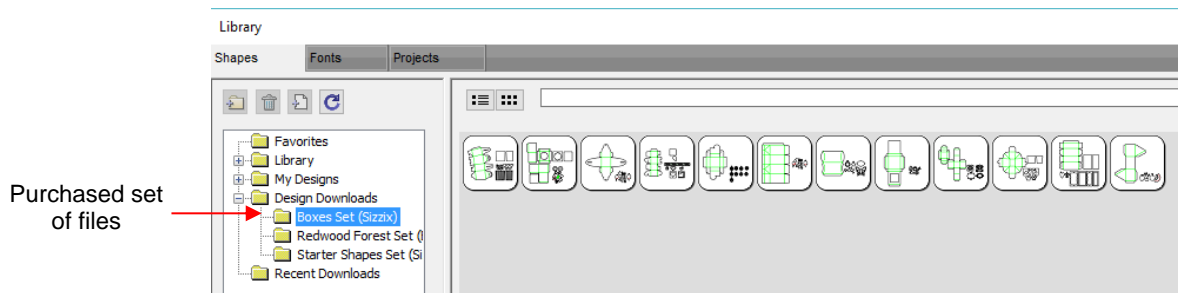 Library
Shapes Fonts Projects
Favorites
Library
My Designs
Design Downloads
Boxes Set (Sizzix)
Redwood Forest Set (
Starter Shapes Set (Si
Recent Downloads
Purchased set
of files